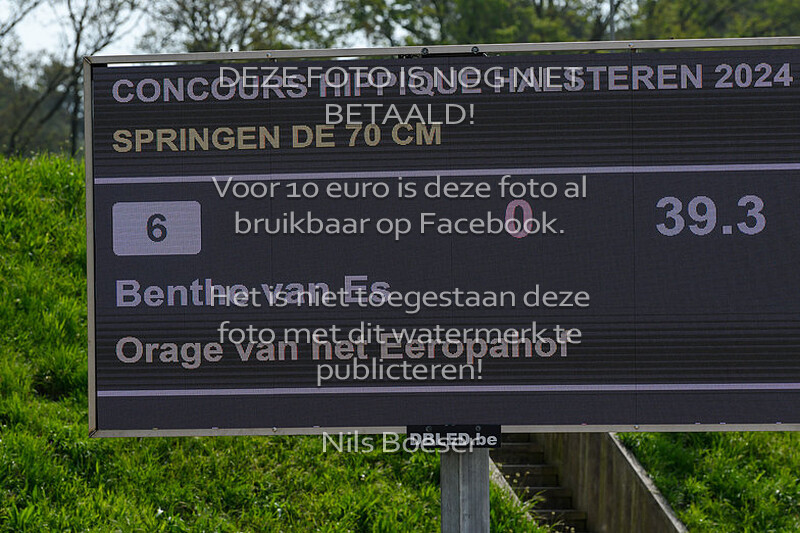 CONCOURS HIPPIQUE HALSTEREN 2024
DEZE FOTO IS NOG NIET
BETAALD!
SPRINGEN DE 70 CM
Voor 10 euro is deze foto al
bruikbaar op Facebook.
6 0 39.3
Benthe van Es
Het is niet toegestaan deze
foto met dit watermerk te
Orage van het Eeropahof
publiceren!
Nils Boeser
DBLED.be